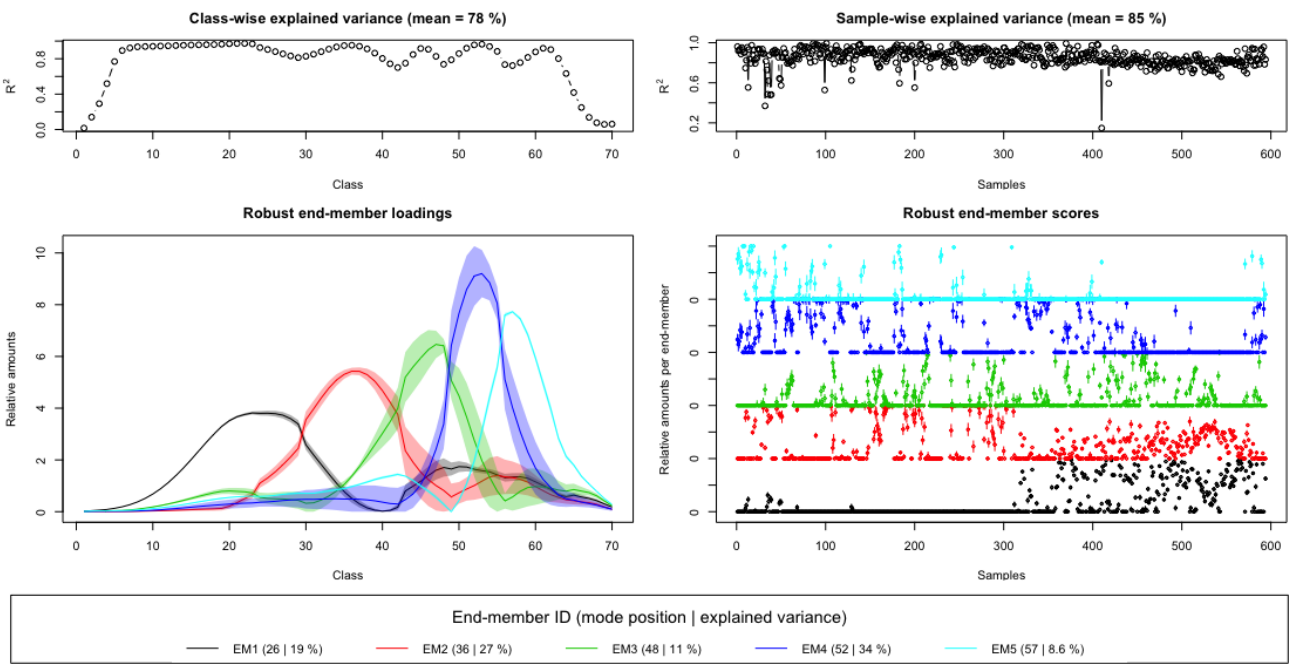 Class-wise explained variance (mean = 78 %)
R²
0.0 0.4 0.8
0 10 20 30 40 50 60 70
Class
Sample-wise explained variance (mean = 85 %)
R²
0.2 0.6 1.0
0 100 200 300 400 500 600
Samples
Robust end-member loadings
Relative amounts
10
8
6
4
2
0
0 10 20 30 40 50 60 70
Class
Robust end-member scores
Relative amounts per end-member
0
0
0
0
0
0 100 200 300 400 500 600
Samples
End-member ID (mode position | explained variance)
EM1 (26 | 19 %) EM2 (36 | 27 %) EM3 (48 | 11 %) EM4 (52 | 34 %) EM5 (57 | 8.6 %)